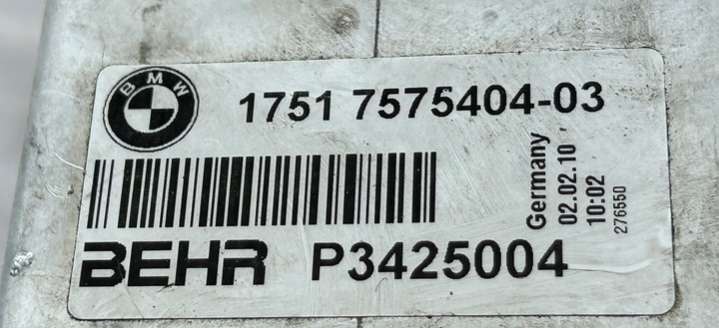 BMW
1751 7575404-03
BEHR P3425004
Germany
02.02.10
10:02
276550